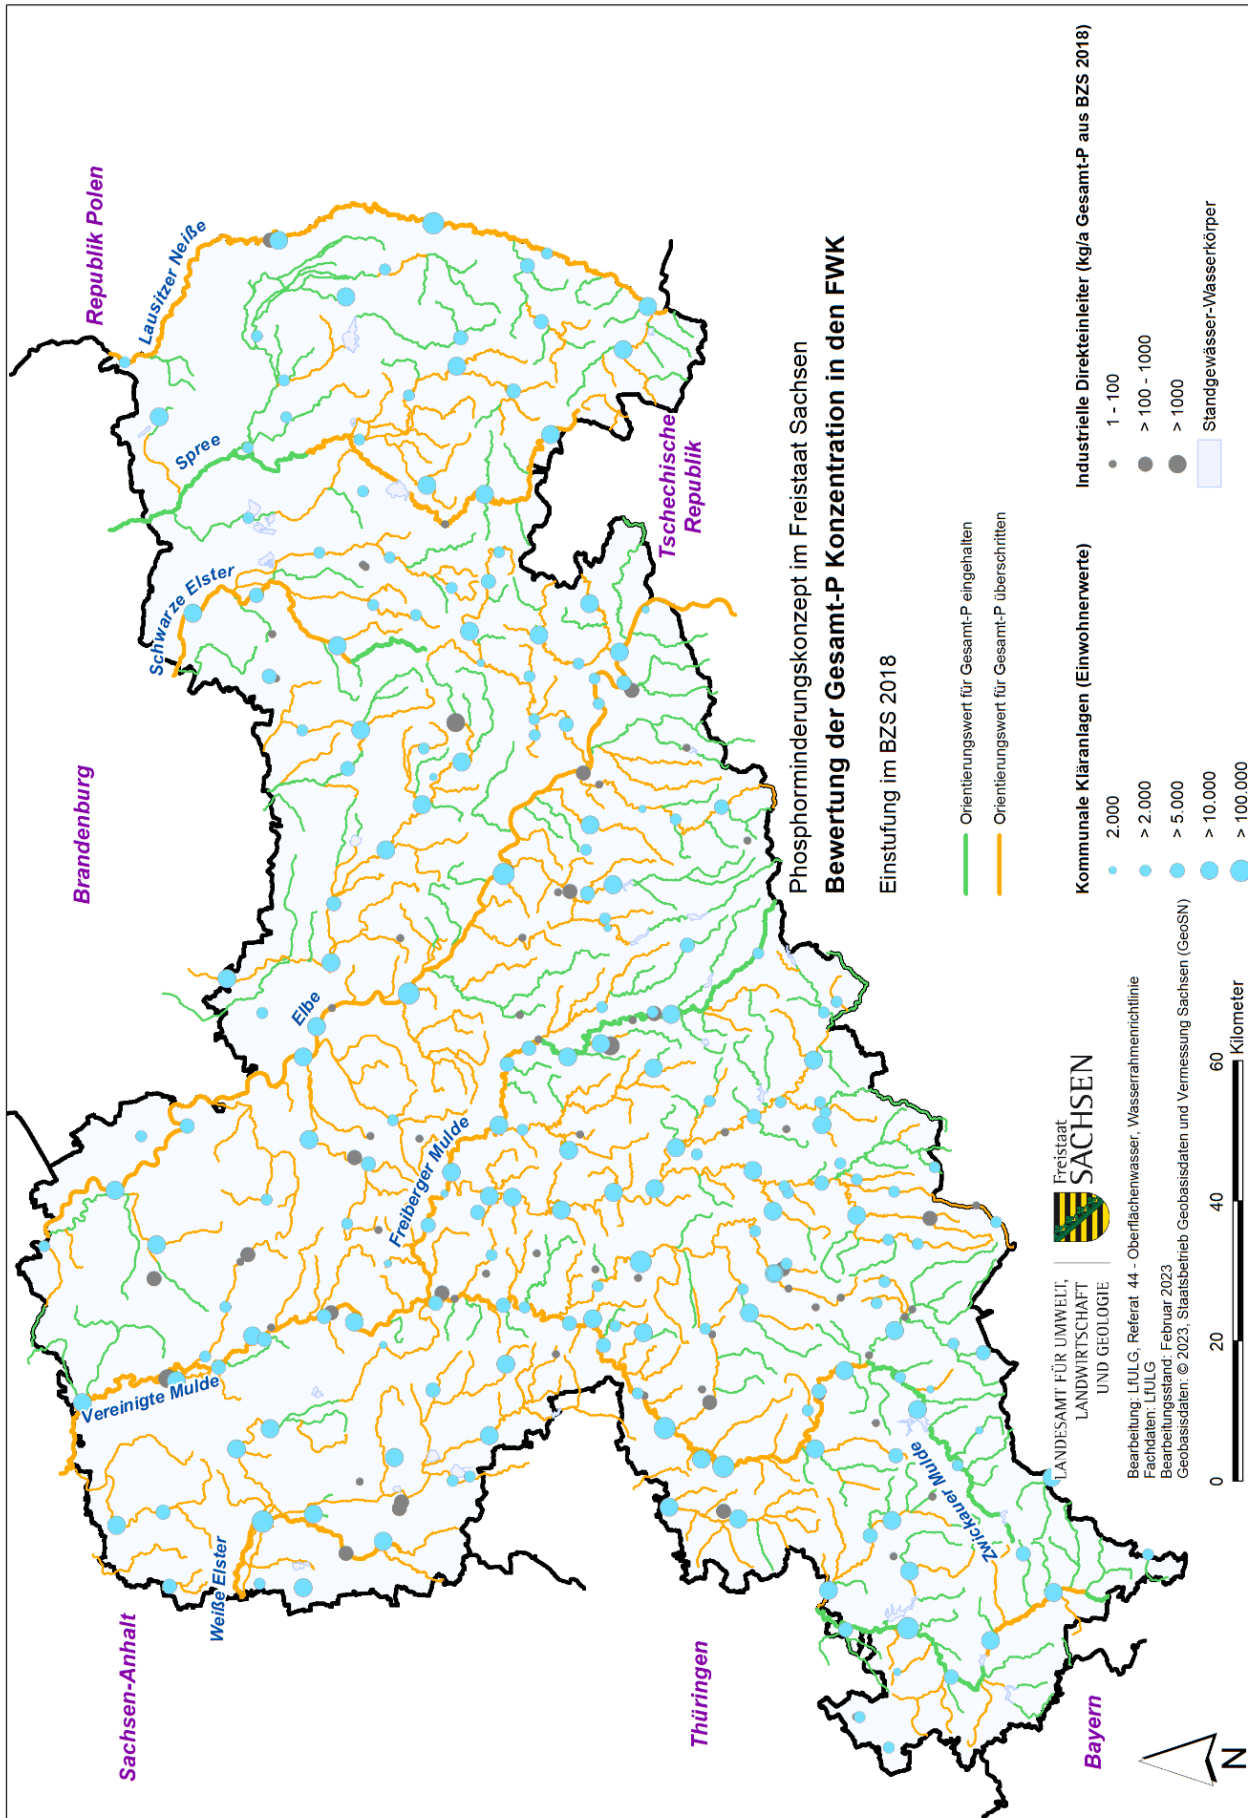 Republik Polen
Lausitzer Neiße
Spree
Schwarze Elster
Tschechische
Republik
Brandenburg
Elbe
Freiberger Mulde
Vereinigte Mulde
Weiße Elster
Zwickauer Mulde
Sachsen-Anhalt
Thüringen
Bayern
Phosphorminderungskonzept im Freistaat Sachsen
Bewertung der Gesamt-P Konzentration in den FWK
Einstufung im BZS 2018
Orientierungswert für Gesamt-P eingehalten
Orientierungswert für Gesamt-P überschritten
Kommunale Kläranlagen (Einwohnerwerte)
2.000
> 2.000
> 5.000
> 10.000
> 100.000
Industrielle Direkteinleiter (kg/a Gesamt-P aus BZS 2018)
1 - 100
> 100 - 1000
> 1000
Standgewässer-Wasserkörper
LANDESAMT FÜR UMWELT,
LANDWIRTSCHAFT
UND GEOLOGIE
Freistaat
SACHSEN
Bearbeitung: LfULG, Referat 44 - Oberflächenwasser, Wasserrahmenrichtlinie
Fachdaten: LfULG
Bearbeitungsstand: Februar 2023
Geobasisdaten: © 2023, Staatsbetrieb Geobasisdaten und Vermessung Sachsen (GeoSN)
0 20 40 60
Kilometer
N